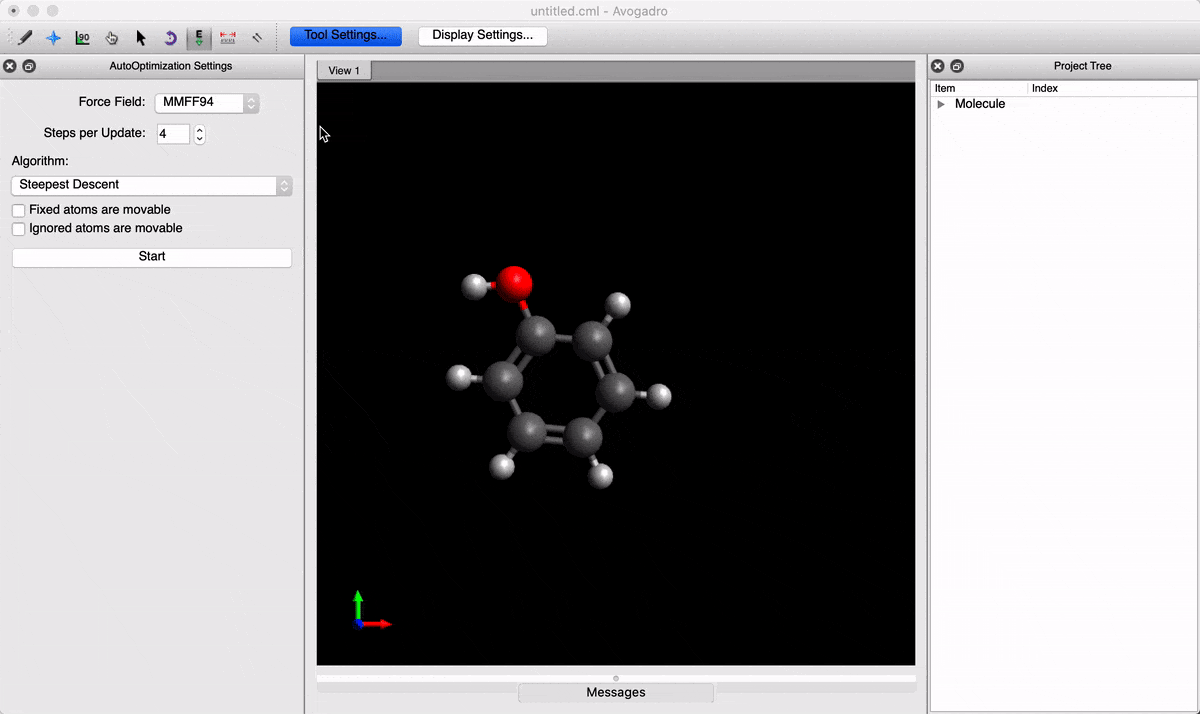 untitled.cml - Avogadro
90
E
Tool Settings...
Display Settings...
AutoOptimization Settings
View 1
Project Tree
Force Field: MMFF94
Item Index
Molecule
Steps per Update: 4
Algorithm:
Steepest Descent
Fixed atoms are movable
Ignored atoms are movable
Start
Messages